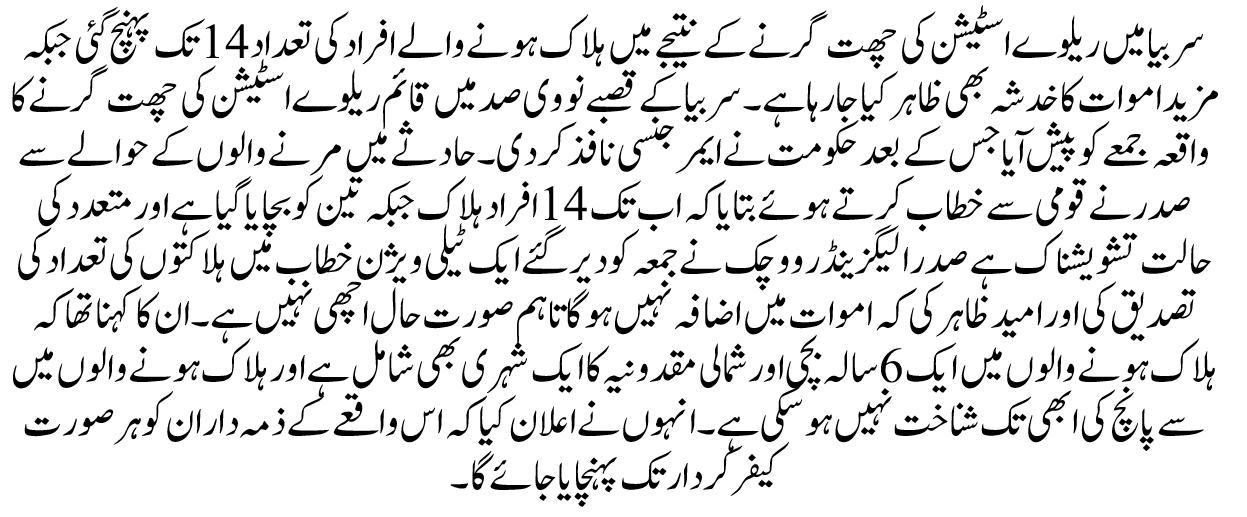 سربیا میں ریلوے اسٹیشن کی چھت گرنے کے نتیجے میں ہلاک ہونے والے افراد کی تعداد 14 تک پہنچ گئی جبکہ
مزید اموات کا خدشہ بھی ظاہر کیا جارہا ہے۔ سربیا کے قصبے نووی صد میں قائم ریلوے اسٹیشن کی چھت گرنے کا
واقعہ جمعے کو پیش آیا جس کے بعد حکومت نے ایمر جنسی نافذ کردی۔ حادثے میں مرنے والوں کے حوالے سے
صدر نے قومی سے خطاب کرتے ہوئے بتایا کہ اب تک 14 افراد ہلاک جبکہ تین کو بچایا گیا ہے اور متعدد کی
حالت تشویشناک ہے صدر الیگزینڈر ووچک نے جمعہ کو دیر گئے ایک ٹیلی ویژن خطاب میں ہلاکتوں کی تعداد کی
تصدیق کی اور امید ظاہر کی کہ اموات میں اضافہ نہیں ہوگا تاہم صورت حال اچھی نہیں ہے۔ ان کا کہنا تھا کہ
ہلاک ہونے والوں میں ایک 6 سالہ بچی اور شمالی مقدونیہ کا ایک شہری بھی شامل ہے اور ہلاک ہونے والوں میں
سے پانچ کی ابھی تک شناخت نہیں ہوسکی ہے۔ انہوں نے اعلان کیا کہ اس واقعے کے ذمہ داران کو ہر صورت
کیفر کردار تک پہنچایا جائے گا۔